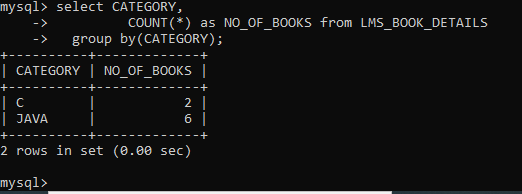 mysql> select CATEGORY,
    ->        COUNT(*) as NO_OF_BOOKS from LMS_BOOK_DETAILS
    ->   group by(CATEGORY);
+----------+-------------+
| CATEGORY | NO_OF_BOOKS |
+----------+-------------+
| C        |           2 |
| JAVA     |           6 |
+----------+-------------+
2 rows in set (0.00 sec)

mysql>